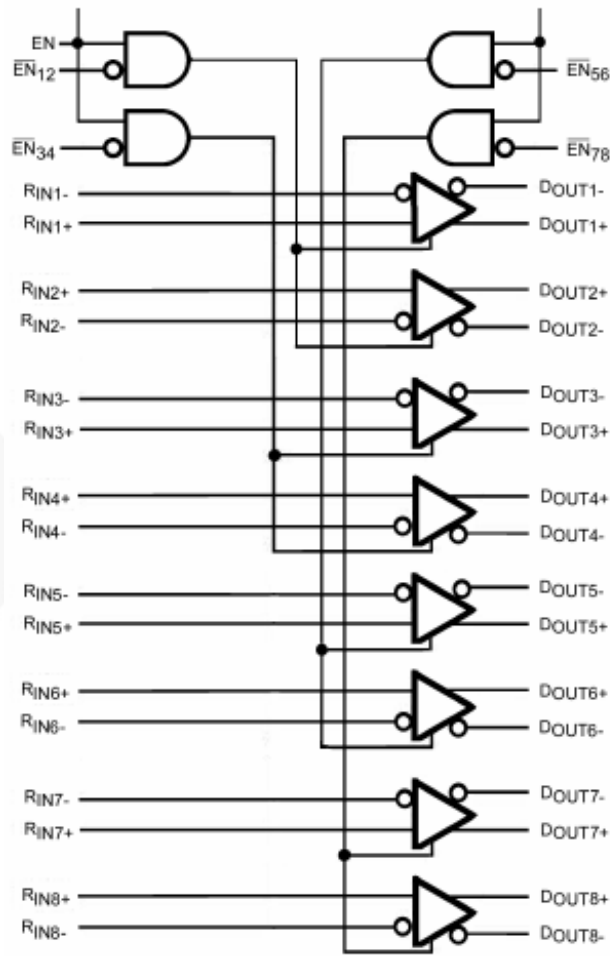 EN
EN12
EN56
EN34
EN78
RIN1-
DOUT1-
RIN1+
DOUT1+
RIN2+
DOUT2+
RIN2-
DOUT2-
RIN3-
DOUT3-
RIN3+
DOUT3+
RIN4+
DOUT4+
RIN4-
DOUT4-
RIN5-
DOUT5-
RIN5+
DOUT5+
RIN6+
DOUT6+
RIN6-
DOUT6-
RIN7-
DOUT7-
RIN7+
DOUT7+
RIN8+
DOUT8+
RIN8-
DOUT8-